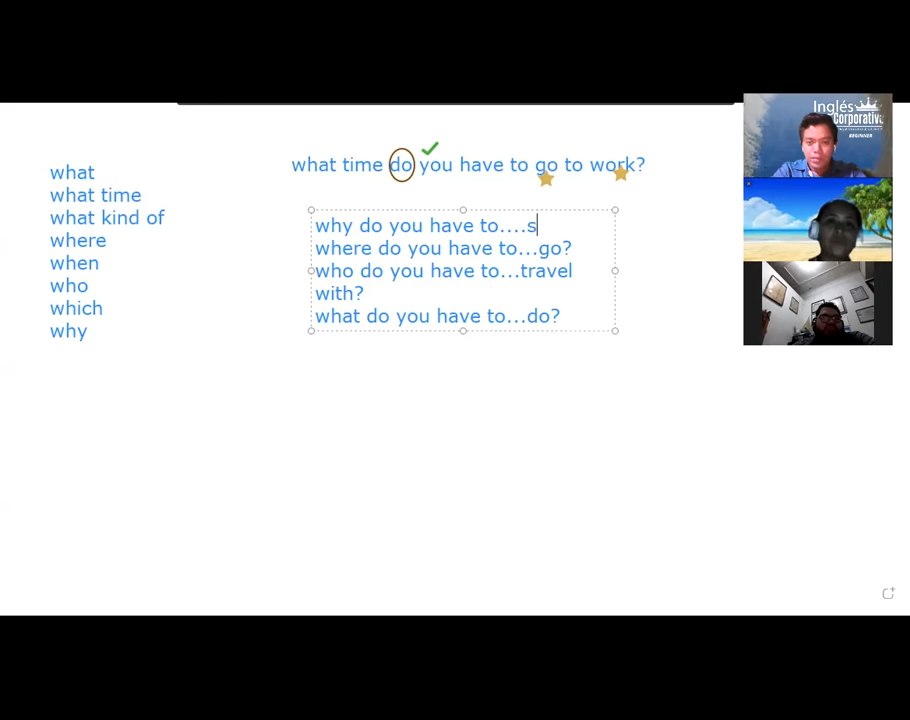 what
what time
what kind of
where
when
who
which
why
what time do you have to go to work?
why do you have to....s
where do you have to...go?
who do you have to...travel
with?
what do you have to...do?
Inglés
Corporativo
BEGINNER